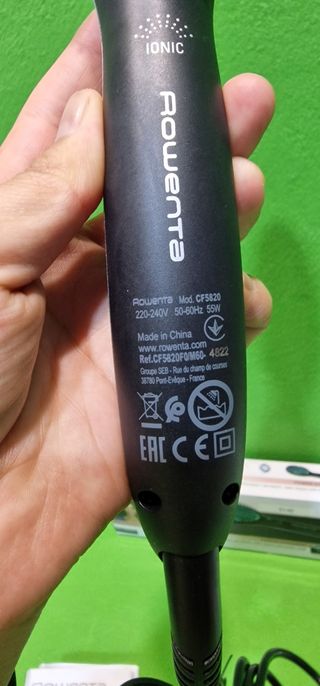 IONIC
Rowenta
Rowenta Mod. CF5820
220-240V 50-60Hz 55W
Made in China
www.rowenta.com
Ref.CF5820F0/M60- 4822
Groupe SEB - Rue du champ de courses
38780 Pont-Evêque - France
EAC CE